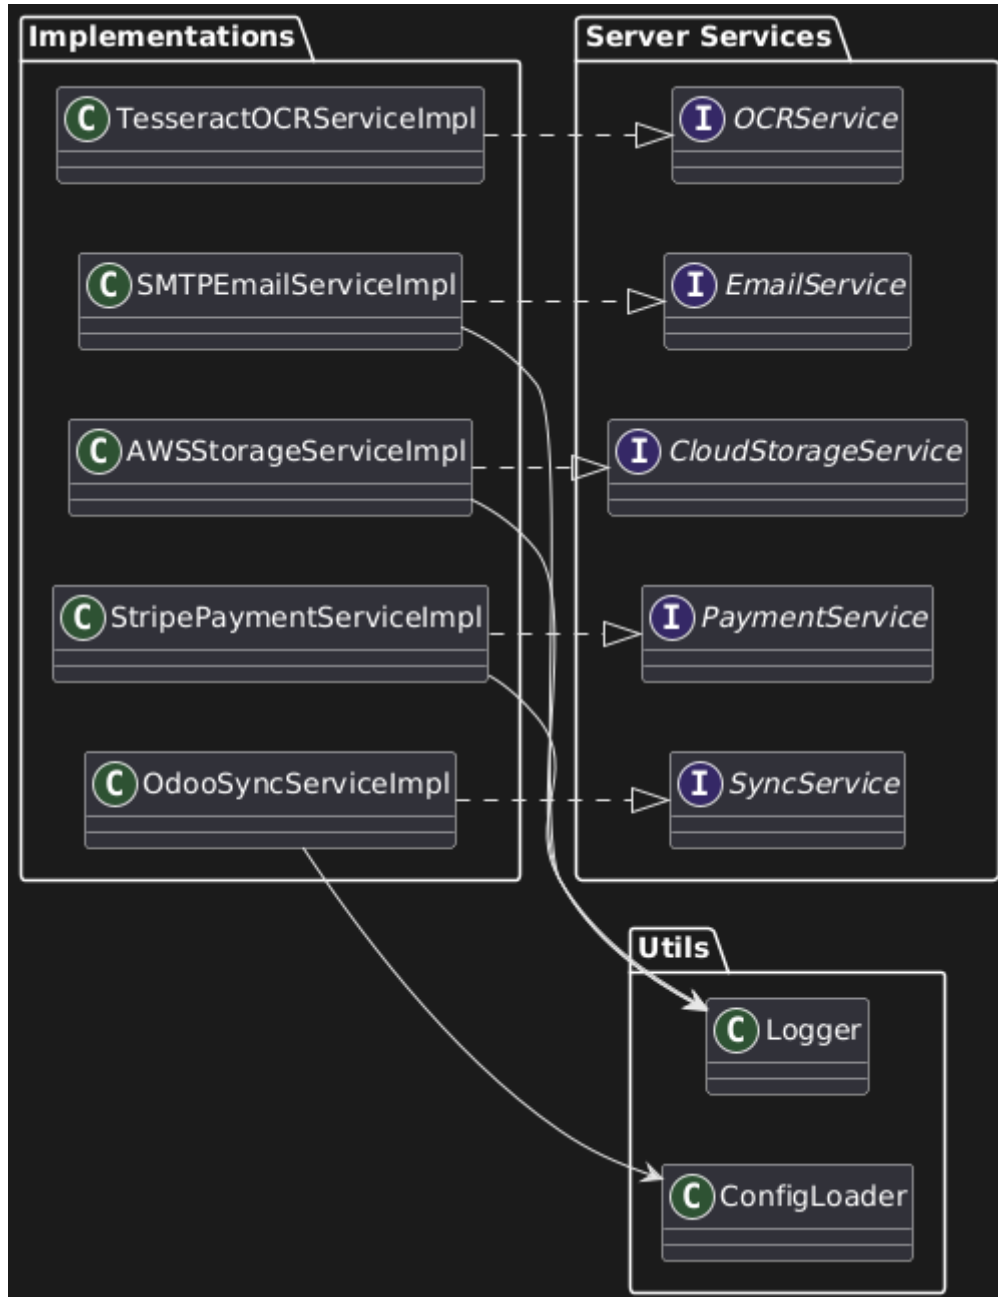 Implementations
C TesseractOCRServiceImpl
C SMTPEmailServiceImpl
C AWSStorageServiceImpl
C StripePaymentServiceImpl
C OdooSyncServiceImpl
Server Services
I OCRService
I EmailService
I CloudStorageService
I PaymentService
I SyncService
Utils
C Logger
C ConfigLoader